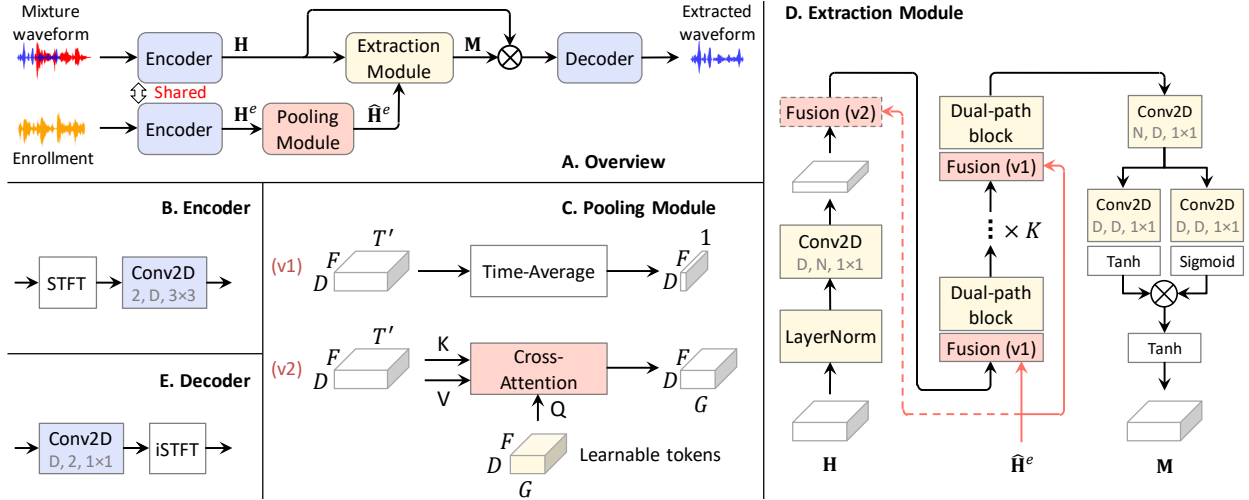 Mixture
waveform
Encoder
H
Extraction
Module
M
Decoder
Extracted
waveform
Shared
Enrollment
Encoder
H^e
Pooling
Module
Ĥ^e
A. Overview
B. Encoder
STFT
Conv2D
2, D, 3×3
C. Pooling Module
(v1)
F
D
T′
Time-Average
F
D
1
(v2)
F
D
T′
K
V
Cross-
Attention
Q
F
D
G
F
D
G
Learnable tokens
E. Decoder
Conv2D
D, 2, 1×1
iSTFT
D. Extraction Module
Fusion (v2)
Conv2D
D, N, 1×1
LayerNorm
H
Dual-path
block
Fusion (v1)
⋮ × K
Dual-path
block
Fusion (v1)
Ĥ^e
Conv2D
N, D, 1×1
Conv2D
D, D, 1×1
Conv2D
D, D, 1×1
Tanh
Sigmoid
Tanh
M